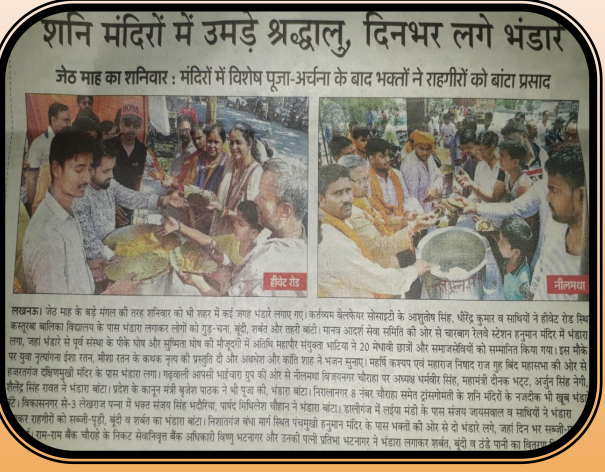 शनि मंदिरों में उमड़े श्रद्धालु, दिनभर लगे भंडारे
जेठ माह का शनिवार : मंदिरों में विशेष पूजा-अर्चना के बाद भक्तों ने राहगीरों को बांटा प्रसाद
हीवेट रोड
नीलमथा
लखनऊ। जेठ माह के बड़े मंगल की तरह शनिवार को भी शहर में कई जगह भंडारे लगाए गए। कर्तव्यम वेलफेयर सोसाइटी के आशुतोष सिंह, धीरेंद्र कुमार व साथियों ने हीवेट रोड स्थि
कस्तूरबा बालिका विद्यालय के पास भंडारा लगाकर लोगों को गुड़-चना, बूंदी, शर्बत और तहरी बांटी। मानव आदर्श सेवा समिति की ओर से चारबाग रेलवे स्टेशन हनुमान मंदिर में भंडारा
लगा, जहां भंडारे से पूर्व संस्था के पीके घोष और सुष्मिता घोष की मौजूदगी में अतिथि महापौर संयुक्ता भाटिया ने 20 मेधावी छात्रों और समाजसेवियों को सम्मानित किया गया। इस मौके
पर युवा नृत्यांगना ईशा रतन, मीशा रतन के कथक नृत्य की प्रस्तुति दी और अवधेश और कांति शाह ने भजन सुनाए। महर्षि कश्यप एवं महाराज निषाद राज गुह बिंद महासभा की ओर से
हजरतगंज दक्षिणमुखी मंदिर के पास भंडारा लगा। गढ़वाली आपसी भाईचारा ग्रुप की ओर से नीलमथा विजयनगर चौराहा पर अध्यक्ष धर्मवीर सिंह, महामंत्री दीनक भट्ट, अर्जुन सिंह नेगी,
शैलेंद्र सिंह रावत ने भंडारा बांटा। प्रदेश के कानून मंत्री बृजेश पाठक ने भी पूजा की, भंडारा बांटा। निरालानगर 8 नंबर चौराहा समेत ट्रांसगोमती के शनि मंदिरों के नजदीक भी खूब भंडा
बंटे। विकासनगर से-3 लेखराज पन्ना में भक्त संजय सिंह भदौरिया, पार्षद मिथिलेश चौहान ने भंडारा बांटा। डालीगंज में लईया मंडी के पास संजय जायसवाल व साथियों ने भंडारा
कर राहगीरों को सब्जी-पूड़ी, बूंदी व शर्बत का भंडारा बांटा। निशातगंज बंधा मार्ग स्थित पंचमुखी हनुमान मंदिर के पास भक्तों की ओर से दो भंडारे लगे, जहां दिन भर सब्जी-पू
राम-राम बैंक चौराहे के निकट सेवानिवृत्त बैंक अधिकारी विष्णु भटनागर और उनकी पत्नी प्रतिभा भटनागर ने भंडारा लगाकर शर्बत, बूंदी व ठंडे पानी का वितरण